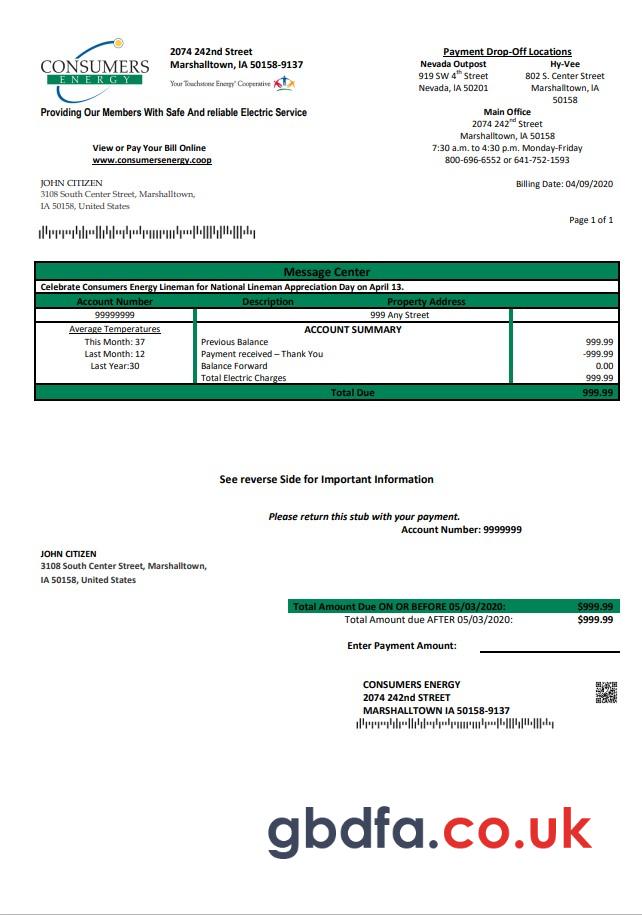 CONSUMERS
ENERGY
2074 242nd Street
Marshalltown, IA 50158-9137
Your Touchstone Energy® Cooperative
Providing Our Members With Safe And reliable Electric Service
View or Pay Your Bill Online
www.consumersenergy.coop
Payment Drop-Off Locations
Nevada Outpost
919 SW 4th Street
Nevada, IA 50201
Hy-Vee
802 S. Center Street
Marshalltown, IA
50158
Main Office
2074 242nd Street
Marshalltown, IA 50158
7:30 a.m. to 4:30 p.m. Monday-Friday
800-696-6552 or 641-752-1593
JOHN CITIZEN
3108 South Center Street, Marshalltown,
IA 50158, United States
Billing Date: 04/09/2020
Page 1 of 1
Message Center
Celebrate Consumers Energy Lineman for National Lineman Appreciation Day on April 13.
Account Number Description Property Address
99999999 999 Any Street
Average Temperatures ACCOUNT SUMMARY
This Month: 37 Previous Balance 999.99
Last Month: 12 Payment received – Thank You -999.99
Last Year:30 Balance Forward 0.00
Total Electric Charges 999.99
Total Due 999.99
See reverse Side for Important Information
Please return this stub with your payment.
Account Number: 9999999
JOHN CITIZEN
3108 South Center Street, Marshalltown,
IA 50158, United States
Total Amount Due ON OR BEFORE 05/03/2020: $999.99
Total Amount due AFTER 05/03/2020: $999.99
Enter Payment Amount:
CONSUMERS ENERGY
2074 242nd STREET
MARSHALLTOWN IA 50158-9137
gbdfa.co.uk